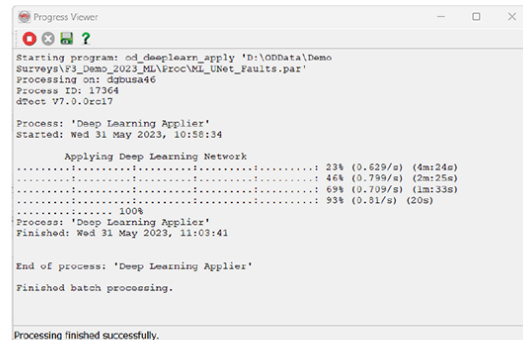 Progress Viewer
Starting program: od_deeplearn_apply 'D:\ODData\Demo
Surveys\F3_Demo_2023_ML\Proc\ML_UNet_Faults.par'
Processing on: dgbusa46
Process ID: 17364
dTect V7.0.0rc17
Process: 'Deep Learning Applier'
Started: Wed 31 May 2023, 10:58:34
Applying Deep Learning Network
.........:.........:.........:.........:.........: 23% (0.629/s) (4m:24s)
.........:.........:.........:.........:.........: 46% (0.799/s) (2m:25s)
.........:.........:.........:.........:.........: 69% (0.709/s) (1m:33s)
.........:.........:.........:.........:.........: 93% (0.81/s) (20s)
.........:...... 100%
Process: 'Deep Learning Applier'
Finished: Wed 31 May 2023, 11:03:41
End of process: 'Deep Learning Applier'
Finished batch processing.
Processing finished successfully.